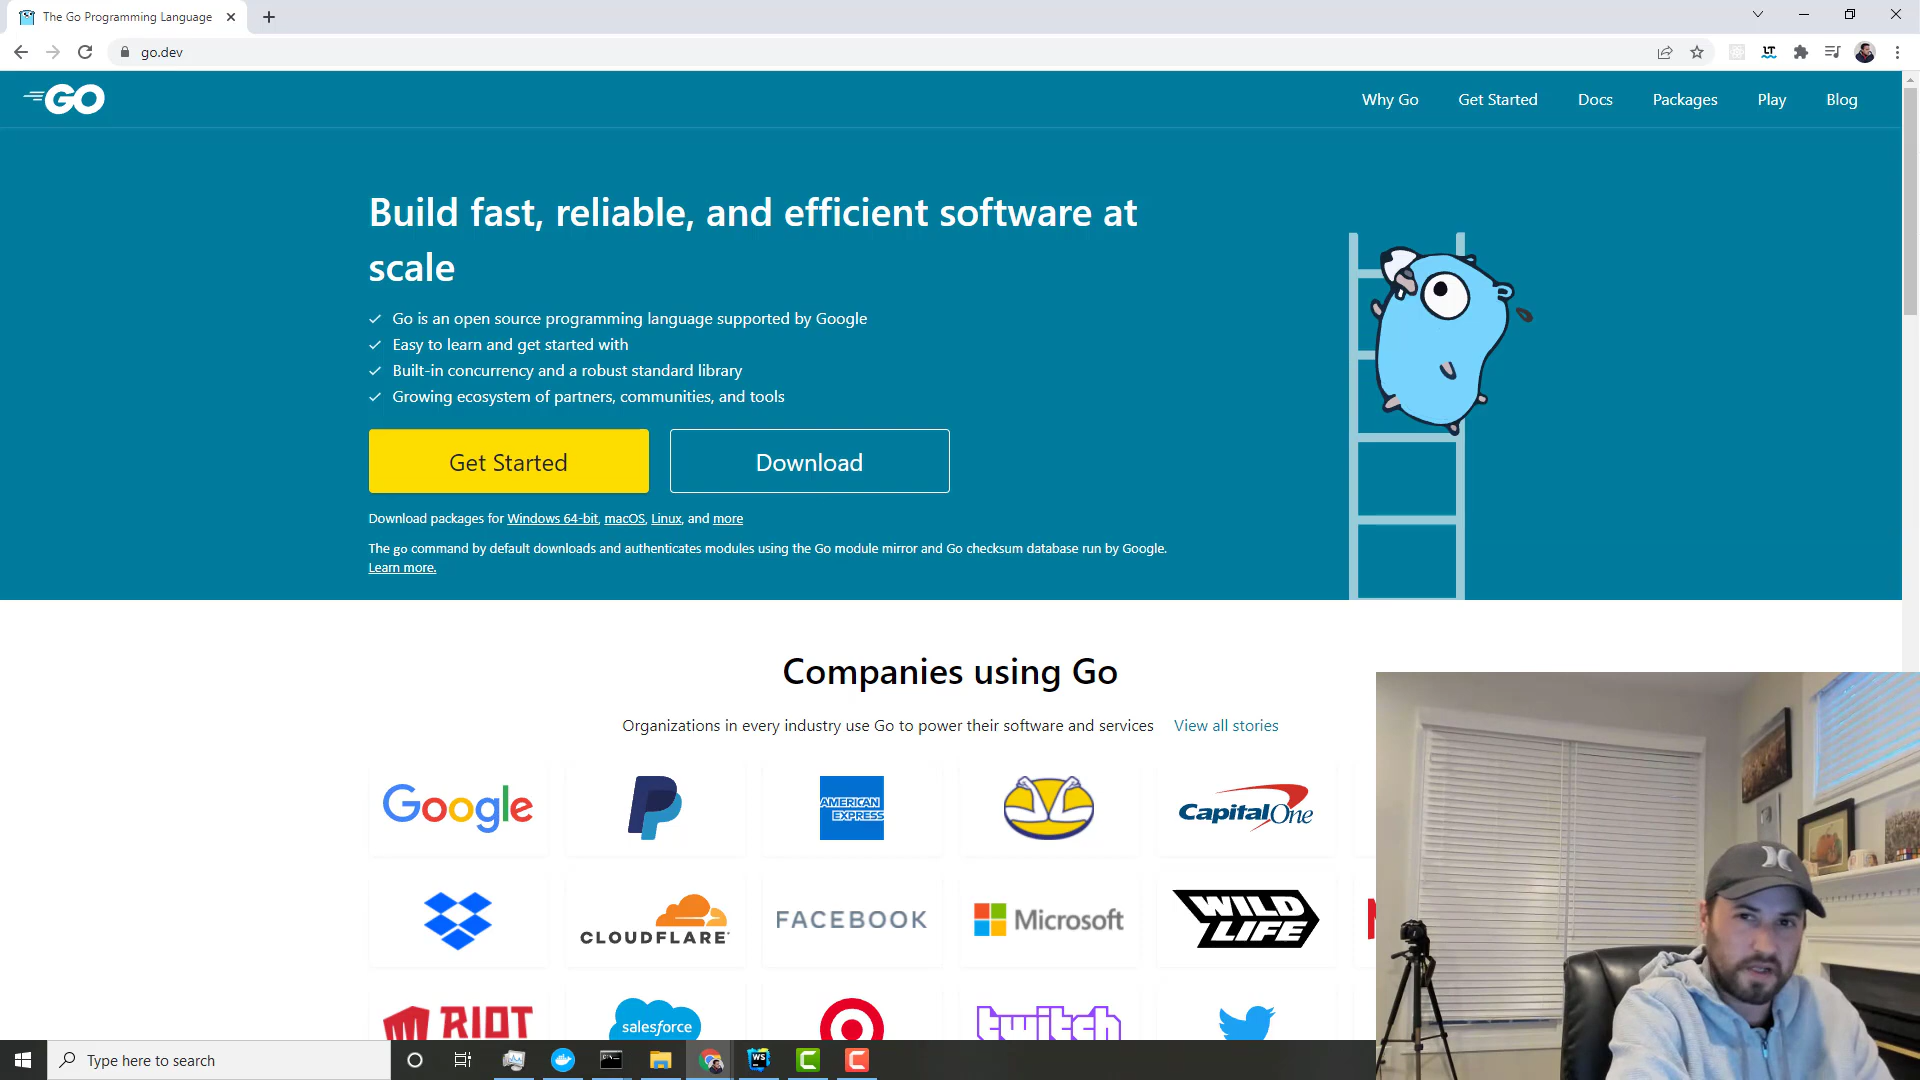 The Go Programming Language
go.dev
LT
GO
Why Go
Get Started
Docs
Packages
Play
Blog
Build fast, reliable, and efficient software at
scale
Go is an open source programming language supported by Google
Easy to learn and get started with
Built-in concurrency and a robust standard library
Growing ecosystem of partners, communities, and tools
Get Started
Download
Download packages for Windows 64-bit, macOS, Linux, and more
The go command by default downloads and authenticates modules using the Go module mirror and Go checksum database run by Google.
Learn more.
Companies using Go
Organizations in every industry use Go to power their software and services
View all stories
Google
AMERICAN
EXPRESS
Capital One
CLOUDFLARE
FACEBOOK
Microsoft
WILD
LIFE
RIOT
salesforce
twitch
Type here to search
WS